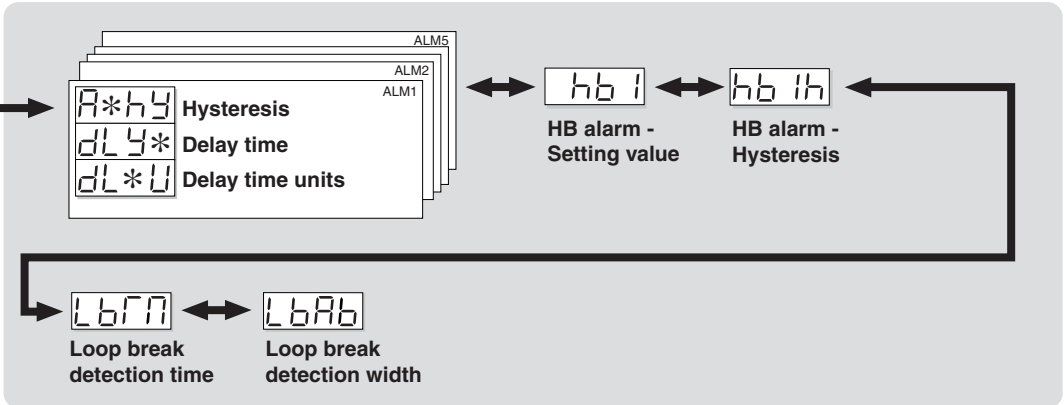 ALM5
ALM2
ALM1
A*hY Hysteresis
dLY* Delay time
dL*U Delay time units
hb1
HB alarm -
Setting value
hb1h
HB alarm -
Hysteresis
LbTM
Loop break
detection time
LbAb
Loop break
detection width